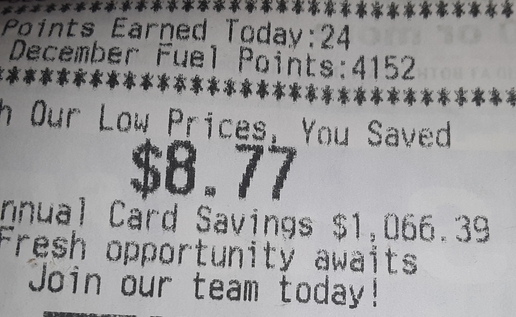 ************************************
Points Earned Today:24
December Fuel Points:4152
************************************
h Our Low Prices, You Saved
$8.77
nnual Card Savings $1,066.39
Fresh opportunity awaits
Join our team today!